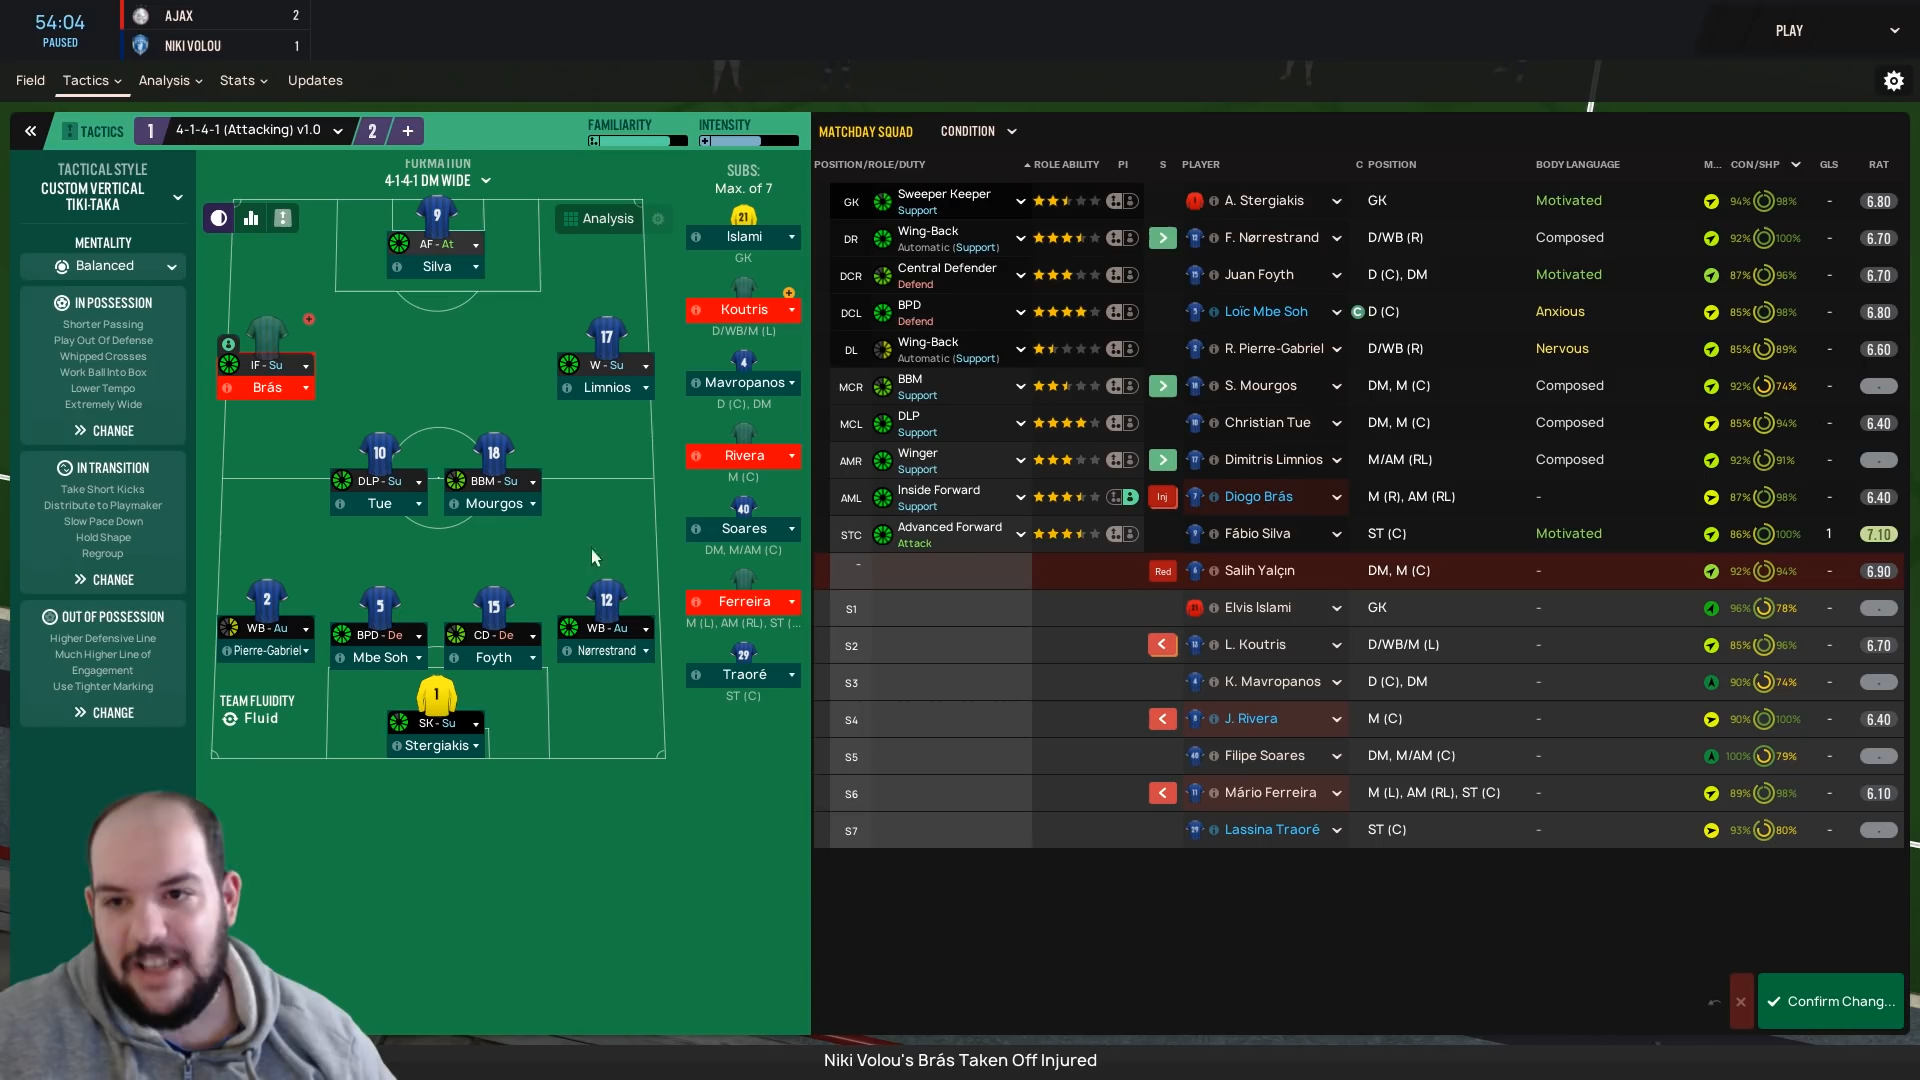 54:04
PAUSED
AJAX 2
NIKI VOLOU 1
PLAY
Field Tactics Analysis Stats Updates
TACTICS 1 4-1-4-1 (Attacking) v1.0 2 +
FAMILIARITY INTENSITY
TACTICAL STYLE
CUSTOM VERTICAL
TIKI-TAKA
MENTALITY
Balanced
IN POSSESSION
Shorter Passing
Play Out Of Defense
Whipped Crosses
Work Ball Into Box
Lower Tempo
Extremely Wide
CHANGE
IN TRANSITION
Take Short Kicks
Distribute to Playmaker
Slow Pace Down
Hold Shape
Regroup
CHANGE
OUT OF POSSESSION
Higher Defensive Line
Much Higher Line of
Engagement
Use Tighter Marking
CHANGE
FORMATION
4-1-4-1 DM WIDE
Analysis
9
AF - At
Silva
IF - Su
Brás
17
W - Su
Limnios
10
DLP - Su
Tue
18
BBM - Su
Mourgos
2
WB - Au
Pierre-Gabriel
5
BPD - De
Mbe Soh
15
CD - De
Foyth
12
WB - Au
Nørrestrand
TEAM FLUIDITY
Fluid
1
SK - Su
Stergiakis
SUBS:
Max. of 7
21
Islami
GK
Koutris
D/WB/M (L)
4
Mavropanos
D (C), DM
Rivera
M (C)
40
Soares
DM, M/AM (C)
Ferreira
M (L), AM (RL), ST (...
29
Traoré
ST (C)
MATCHDAY SQUAD CONDITION
POSITION/ROLE/DUTY ROLE ABILITY PI S PLAYER C POSITION BODY LANGUAGE M... CON/SHP GLS RAT
GK Sweeper Keeper Support A. Stergiakis GK Motivated 94% 98% - 6.80
DR Wing-Back Automatic (Support) F. Nørrestrand D/WB (R) Composed 92% 100% - 6.70
DCR Central Defender Defend Juan Foyth D (C), DM Motivated 87% 96% - 6.70
DCL BPD Defend Loïc Mbe Soh C D (C) Anxious 85% 98% - 6.80
DL Wing-Back Automatic (Support) R. Pierre-Gabriel D/WB (R) Nervous 85% 89% - 6.60
MCR BBM Support S. Mourgos DM, M (C) Composed 92% 74% - -
MCL DLP Support Christian Tue DM, M (C) Composed 85% 94% - 6.40
AMR Winger Support Dimitris Limnios M/AM (RL) Composed 92% 91% - -
AML Inside Forward Support Inj Diogo Brás M (R), AM (RL) - 87% 98% - 6.40
STC Advanced Forward Attack Fábio Silva ST (C) Motivated 86% 100% 1 7.10
- Red Salih Yalçın DM, M (C) - 92% 94% - 6.90
S1 Elvis Islami GK - 96% 78% - -
S2 L. Koutris D/WB/M (L) - 85% 96% - 6.70
S3 K. Mavropanos D (C), DM - 90% 74% - -
S4 J. Rivera M (C) - 90% 100% - 6.40
S5 Filipe Soares DM, M/AM (C) - 100% 79% - -
S6 Mário Ferreira M (L), AM (RL), ST (C) - 89% 98% - 6.10
S7 Lassina Traoré ST (C) - 93% 80% - -
Confirm Chang...
Niki Volou's Brás Taken Off Injured